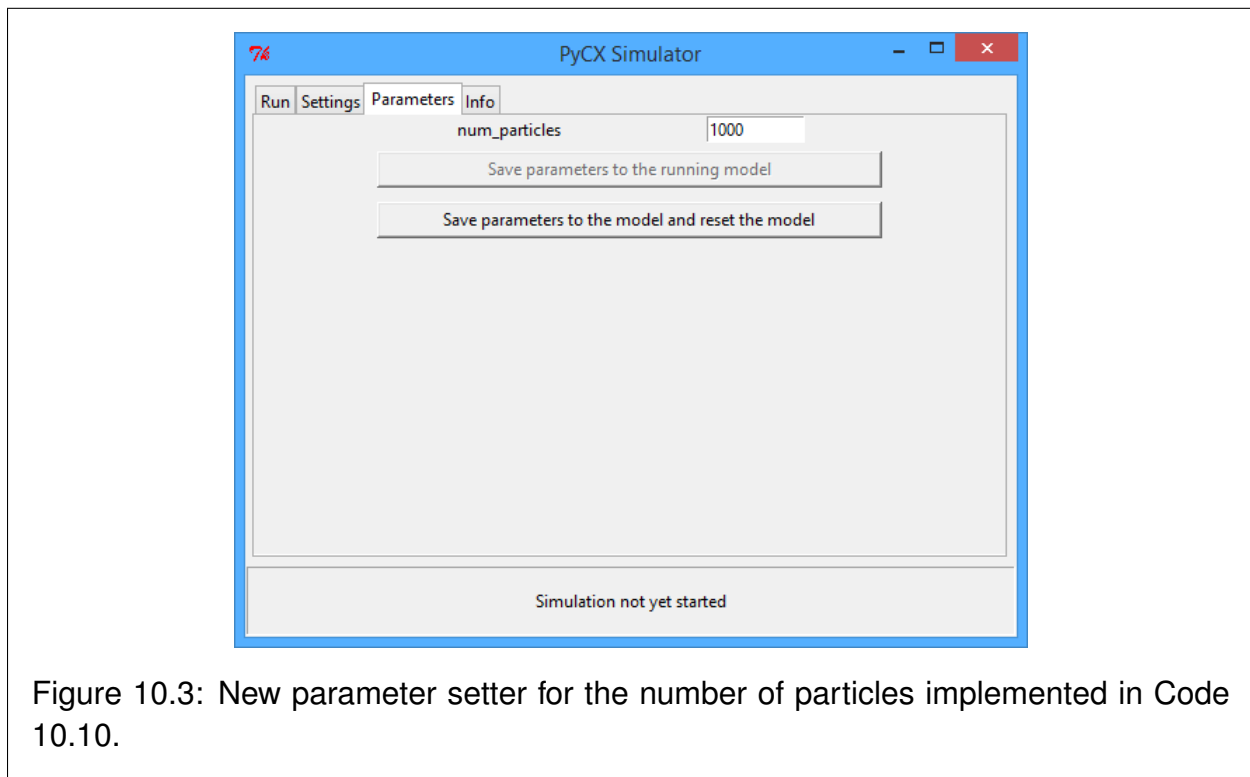 PyCX Simulator
Run Settings Parameters Info
num_particles 1000
Save parameters to the running model
Save parameters to the model and reset the model
Simulation not yet started
Figure 10.3: New parameter setter for the number of particles implemented in Code
10.10.